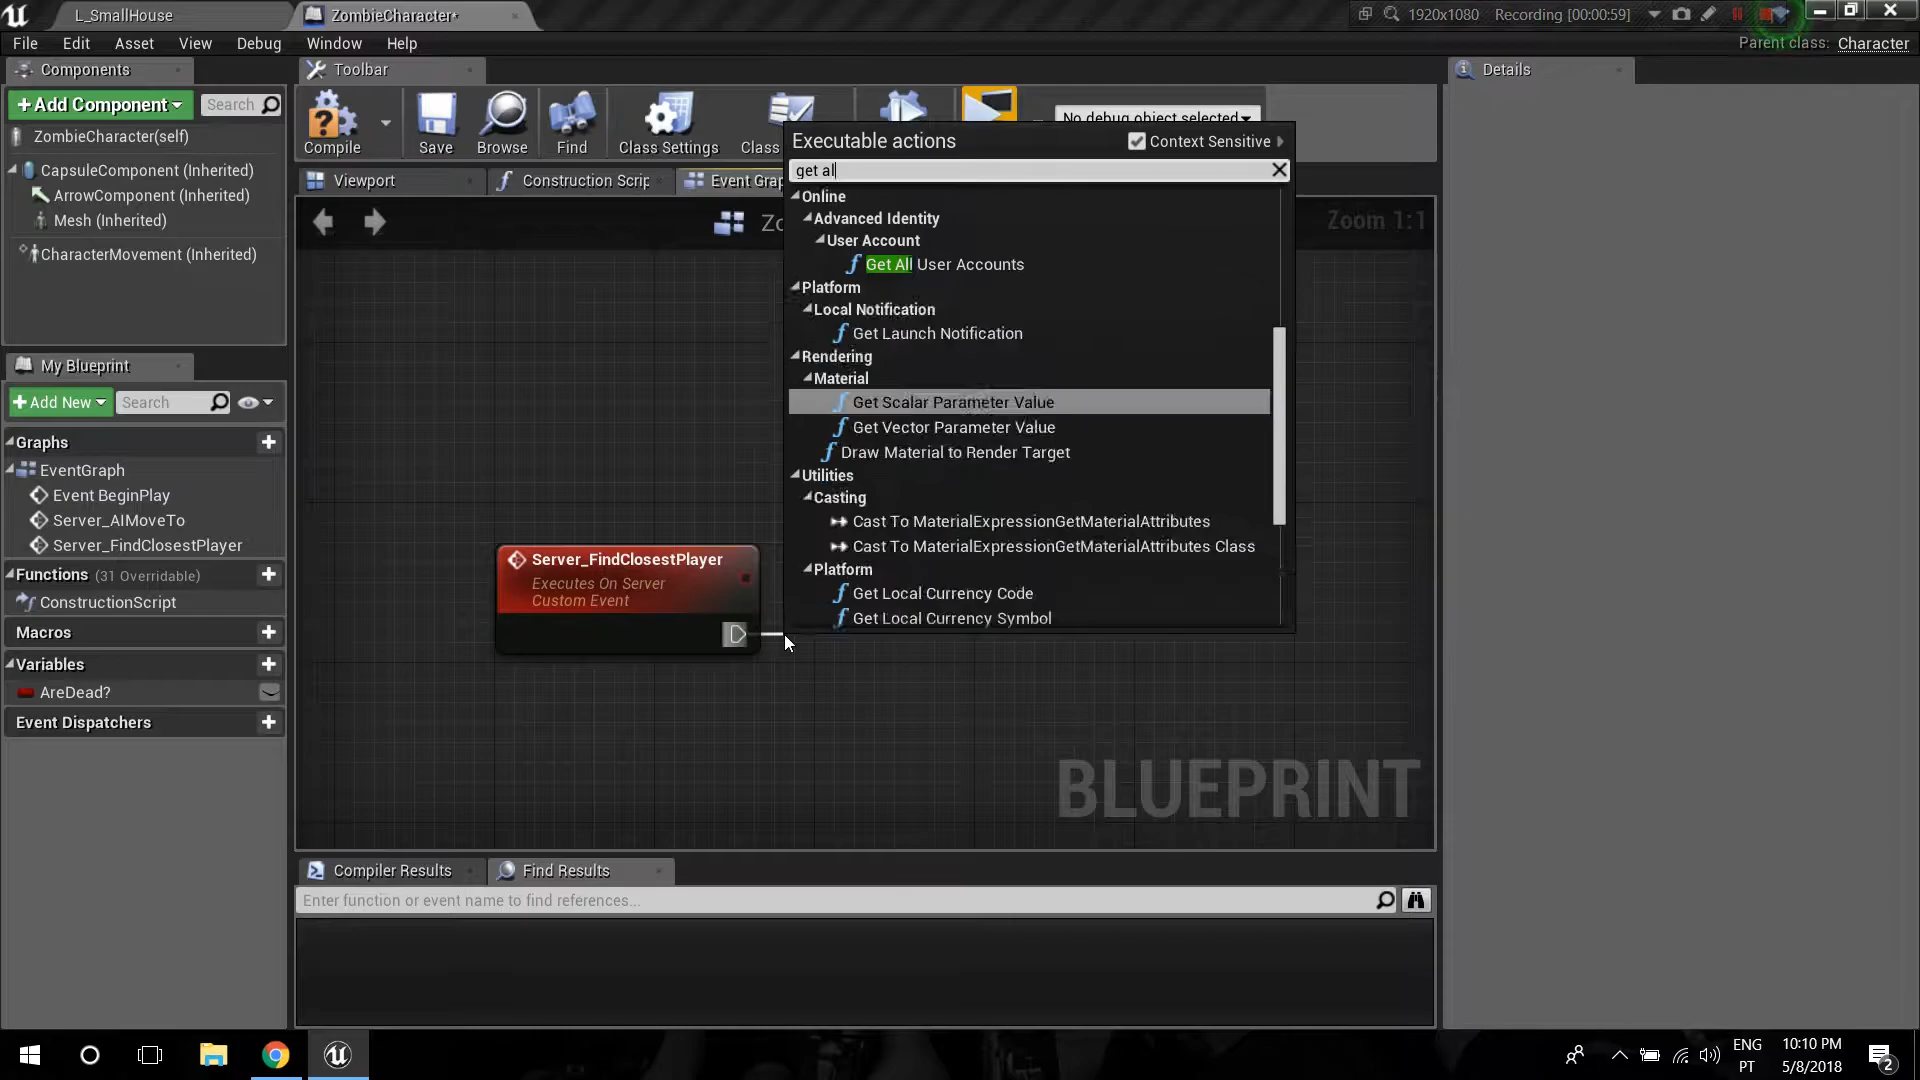 L_SmallHouse
ZombieCharacter*
1920x1080
Recording [00:00:59]
File
Edit
Asset
View
Debug
Window
Help
Parent class:
Character
Components
+Add Component
Search
ZombieCharacter(self)
CapsuleComponent (Inherited)
ArrowComponent (Inherited)
Mesh (Inherited)
CharacterMovement (Inherited)
Toolbar
Compile
Save
Browse
Find
Class Settings
Class
No debug object selected
Viewport
Construction Scrip
Event Grap
Zo
Zoom 1:1
Executable actions
Context Sensitive
get al
Online
Advanced Identity
User Account
Get All User Accounts
Platform
Local Notification
Get Launch Notification
Rendering
Material
Get Scalar Parameter Value
Get Vector Parameter Value
Draw Material to Render Target
Utilities
Casting
Cast To MaterialExpressionGetMaterialAttributes
Cast To MaterialExpressionGetMaterialAttributes Class
Platform
Get Local Currency Code
Get Local Currency Symbol
Server_FindClosestPlayer
Executes On Server
Custom Event
BLUEPRINT
My Blueprint
+Add New
Search
Graphs
EventGraph
Event BeginPlay
Server_AIMoveTo
Server_FindClosestPlayer
Functions (31 Overridable)
ConstructionScript
Macros
Variables
AreDead?
Event Dispatchers
Compiler Results
Find Results
Enter function or event name to find references...
Details
ENG
PT
10:10 PM
5/8/2018
2